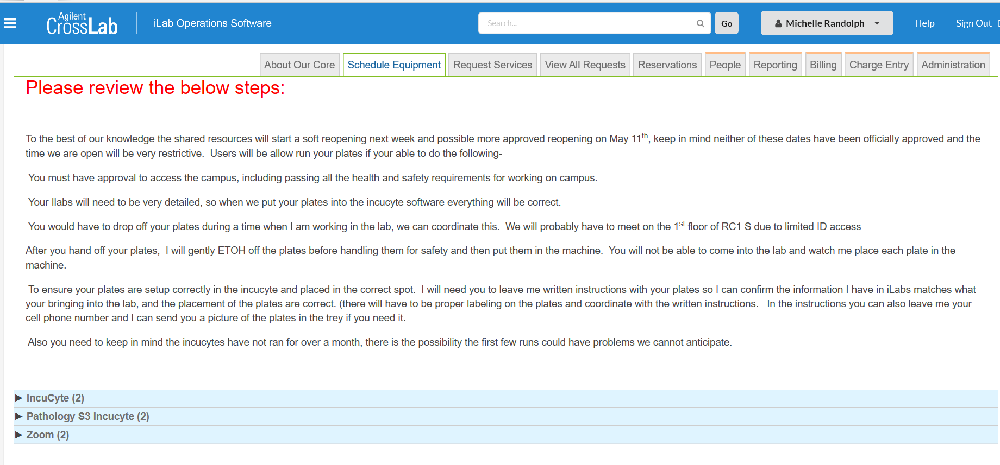 Agilent
CrossLab
iLab Operations Software
Search...
Go
Michelle Randolph
Help
Sign Out
About Our Core
Schedule Equipment
Request Services
View All Requests
Reservations
People
Reporting
Billing
Charge Entry
Administration
Please review the below steps:
To the best of our knowledge the shared resources will start a soft reopening next week and possible more approved reopening on May 11th, keep in mind neither of these dates have been officially approved and the
time we are open will be very restrictive.  Users will be allow run your plates if your able to do the following-
You must have approval to access the campus, including passing all the health and safety requirements for working on campus.
Your Ilabs will need to be very detailed, so when we put your plates into the incucyte software everything will be correct.
You would have to drop off your plates during a time when I am working in the lab, we can coordinate this.  We will probably have to meet on the 1st floor of RC1 S due to limited ID access
After you hand off your plates,  I will gently ETOH off the plates before handling them for safety and then put them in the machine.  You will not be able to come into the lab and watch me place each plate in the
machine.
To ensure your plates are setup correctly in the incucyte and placed in the correct spot.  I will need you to leave me written instructions with your plates so I can confirm the information I have in iLabs matches what
your bringing into the lab, and the placement of the plates are correct. (there will have to be proper labeling on the plates and coordinate with the written instructions.   In the instructions you can also leave me your
cell phone number and I can send you a picture of the plates in the trey if you need it.
Also you need to keep in mind the incucytes have not ran for over a month, there is the possibility the first few runs could have problems we cannot anticipate.
IncuCyte (2)
Pathology S3 Incucyte (2)
Zoom (2)